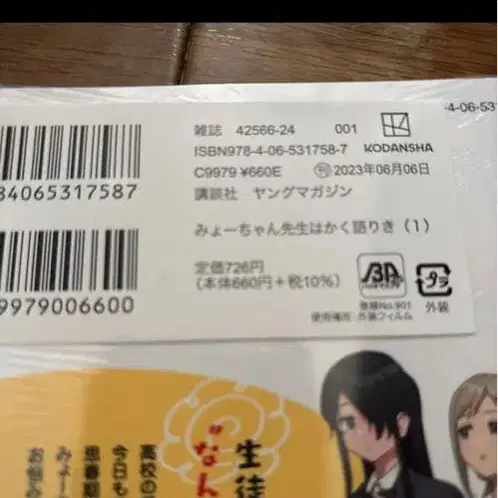 雑誌 42566-24 001
ISBN978-4-06-531758-7 KODANSHA
C9979 ¥660E 刊 2023年06月06日
講談社 ヤングマガジン
みょーちゃん先生はかく語りき（1）
定価726円
（本体660円＋税10%）
登録No.901
使用場所：外装フィルム
プラ
外装
84065317587
9979006600
-4-06-53
生徒
"なん
高校の
今日も
思春期
みょー
お悩